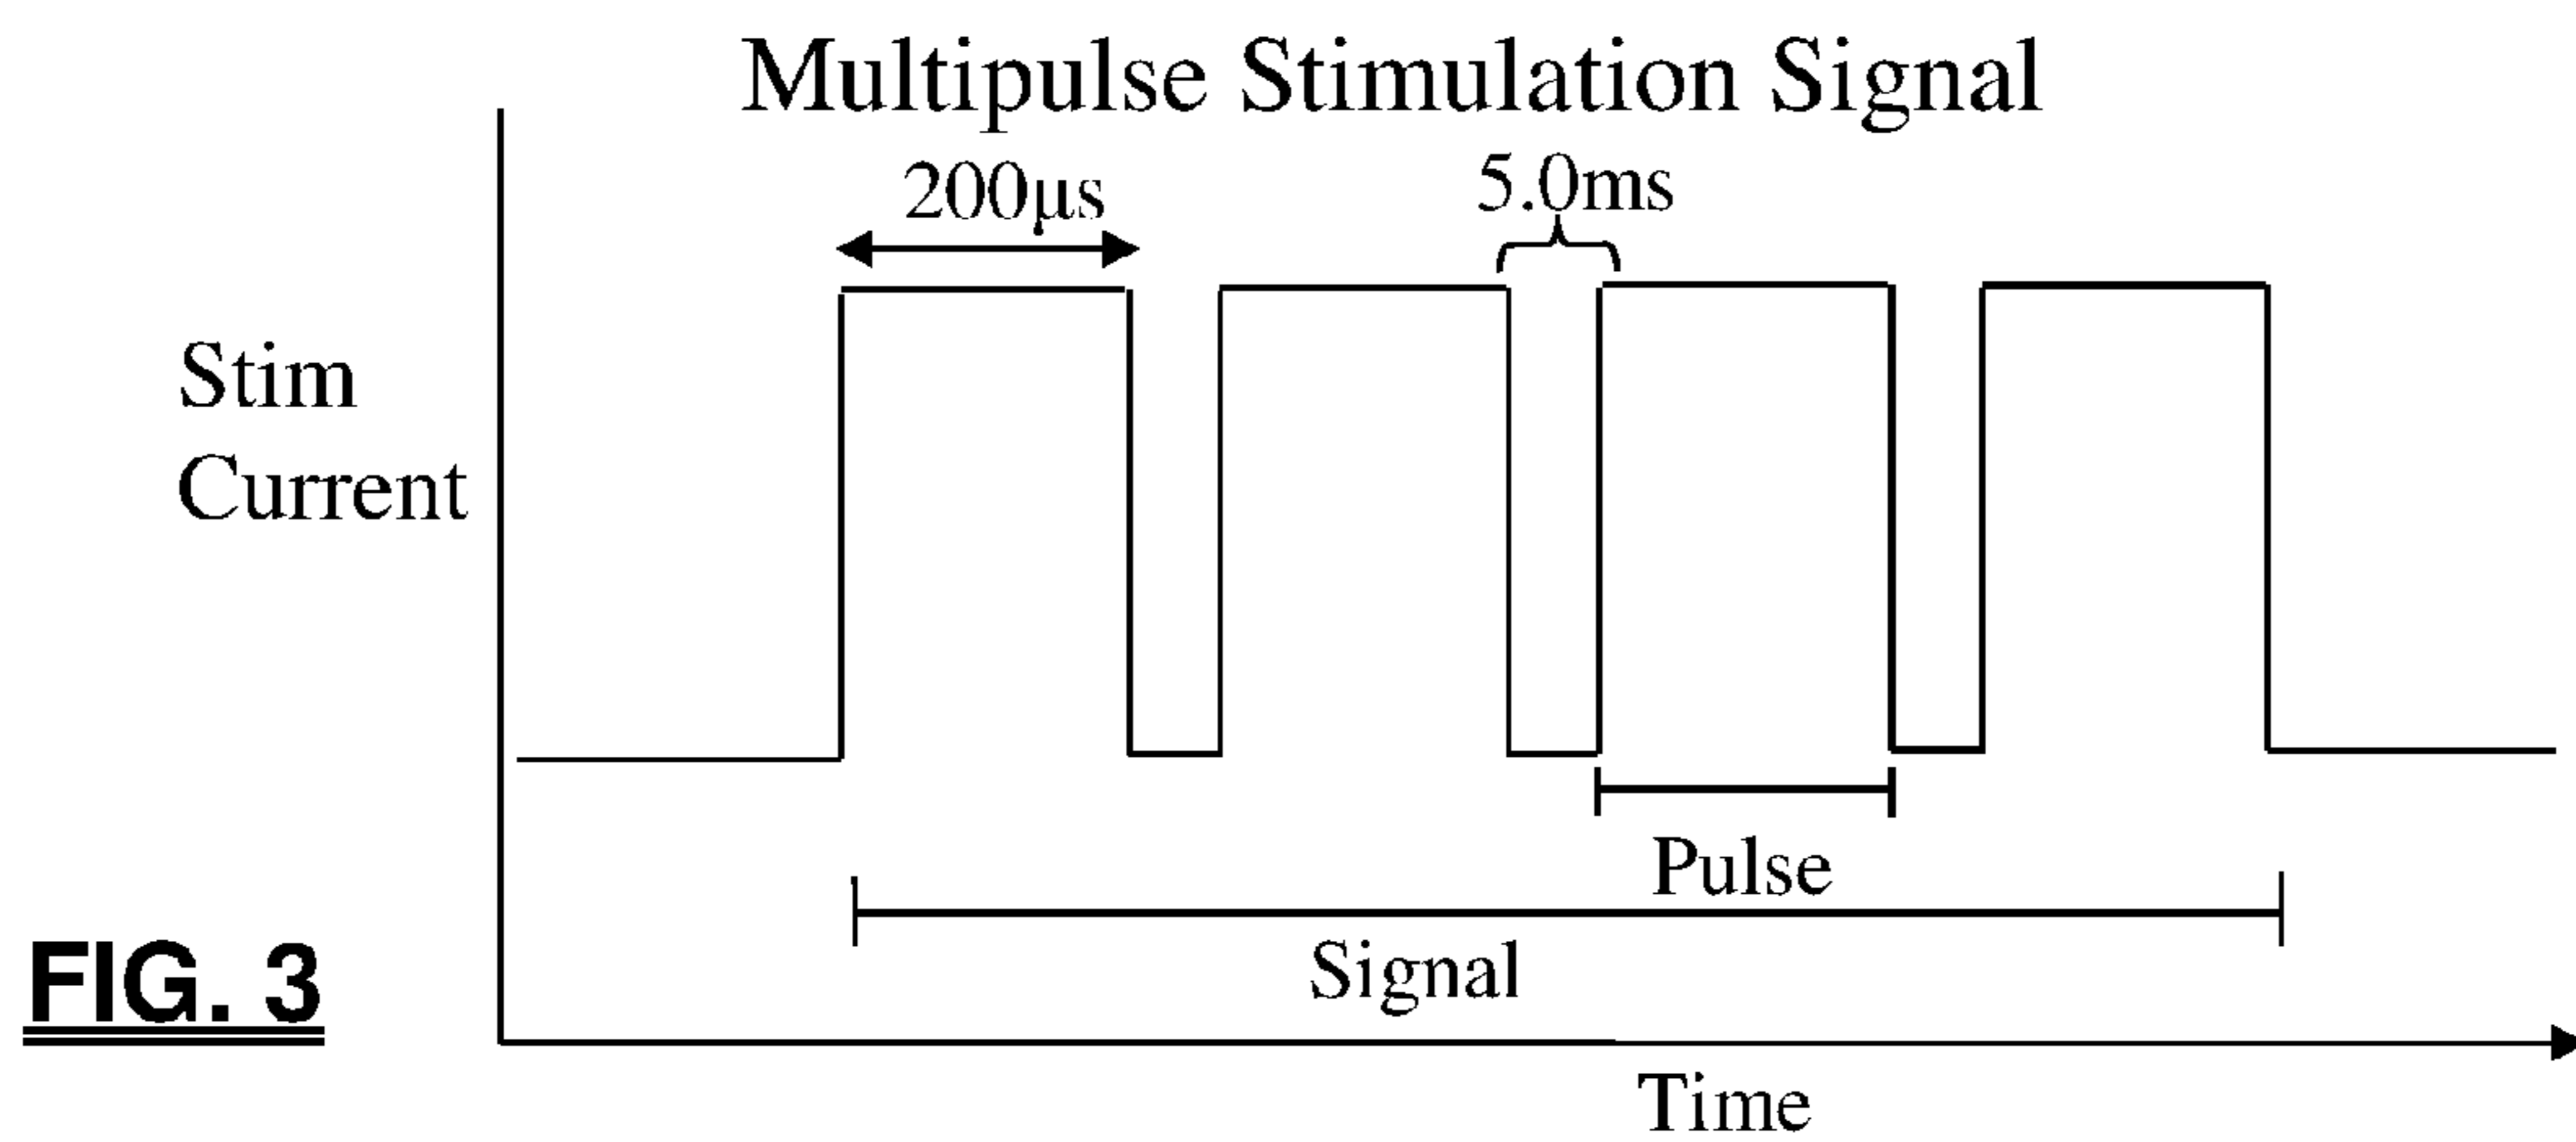 Multipulse Stimulation Signal
200μs
5.0ms
Stim
Current
Pulse
Signal
FIG. 3
Time